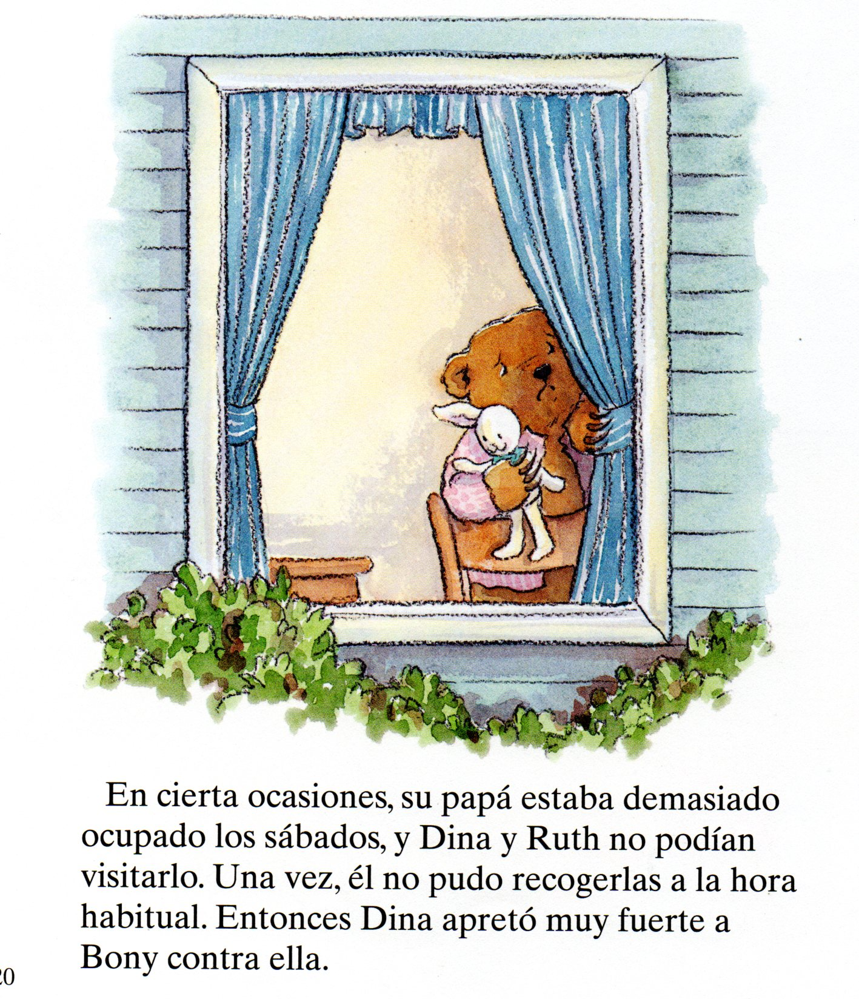 En cierta ocasiones, su papá estaba demasiado
ocupado los sábados, y Dina y Ruth no podían
visitarlo. Una vez, él no pudo recogerlas a la hora
habitual. Entonces Dina apretó muy fuerte a
Bony contra ella.
20